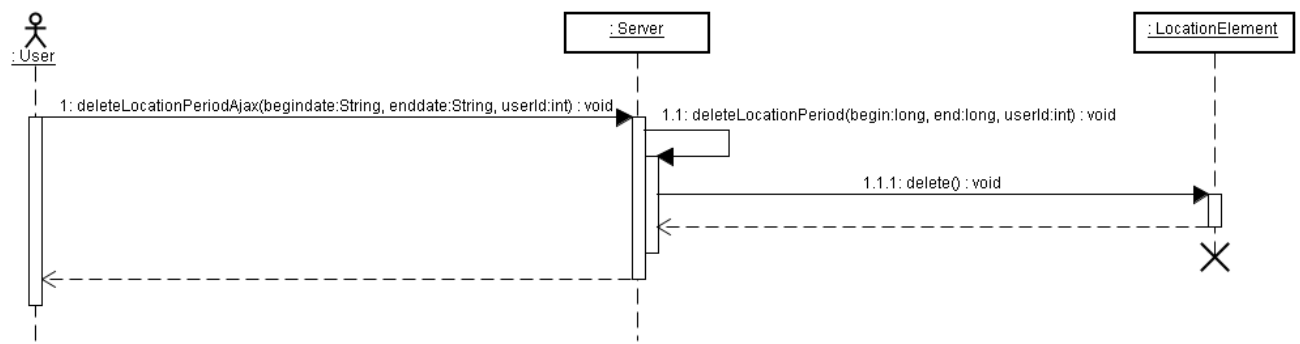 : User
: Server
: LocationElement
1: deleteLocationPeriodAjax(begindate:String, enddate:String, userId:int) : void
1.1: deleteLocationPeriod(begin:long, end:long, userId:int) : void
1.1.1: delete() : void